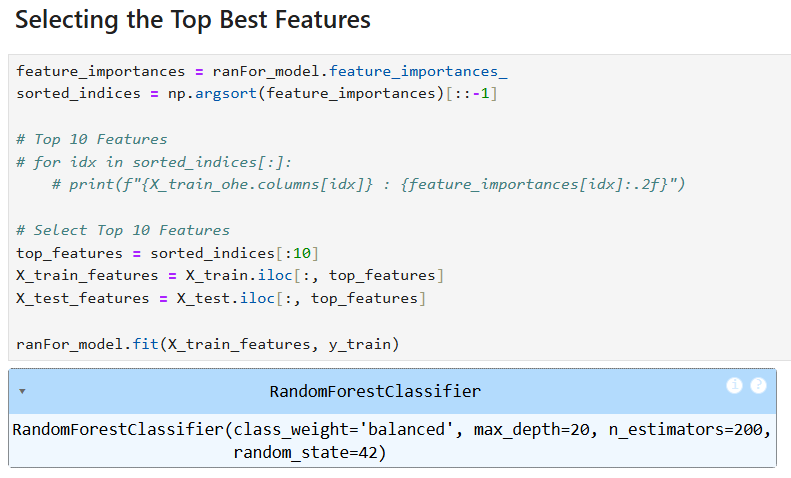 Selecting the Top Best Features
feature_importances = ranFor_model.feature_importances_
sorted_indices = np.argsort(feature_importances)[::-1]
# Top 10 Features
# for idx in sorted_indices[:]:
    # print(f"{X_train_ohe.columns[idx]} : {feature_importances[idx]:.2f}")
# Select Top 10 Features
top_features = sorted_indices[:10]
X_train_features = X_train.iloc[:, top_features]
X_test_features = X_test.iloc[:, top_features]
ranFor_model.fit(X_train_features, y_train)
▾ RandomForestClassifier i ?
RandomForestClassifier(class_weight='balanced', max_depth=20, n_estimators=200,
                       random_state=42)